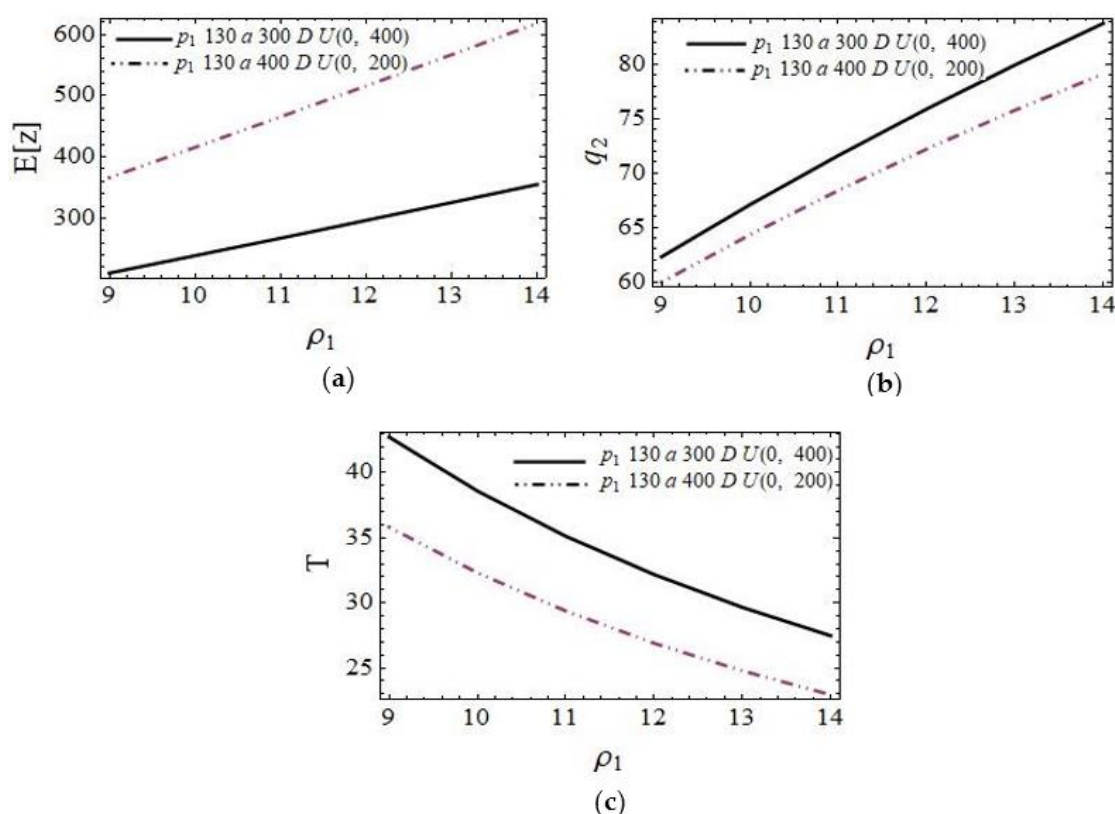 600
500
400
300
E[z]
p₁ 130 a 300 D U(0, 400)
p₁ 130 a 400 D U(0, 200)
9 10 11 12 13 14
ρ₁
(a)
80
75
70
65
60
q₂
p₁ 130 a 300 D U(0, 400)
p₁ 130 a 400 D U(0, 200)
9 10 11 12 13 14
ρ₁
(b)
40
35
30
25
T
p₁ 130 a 300 D U(0, 400)
p₁ 130 a 400 D U(0, 200)
9 10 11 12 13 14
ρ₁
(c)